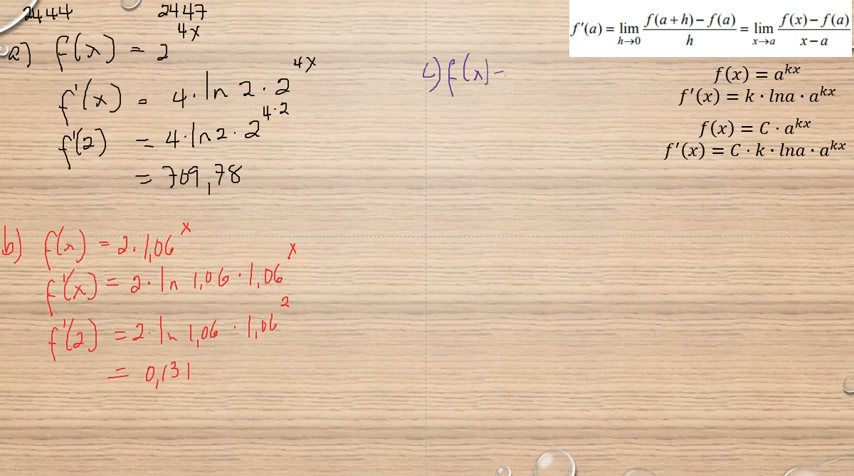 2444 2447
a) f(x) = 2^{4x}
f'(x) = 4 · ln 2 · 2^{4x}
f'(2) = 4 · ln 2 · 2^{4·2}
= 709,78
b) f(x) = 2 · 1,06^x
f'(x) = 2 · ln 1,06 · 1,06^x
f'(2) = 2 · ln 1,06 · 1,06^2
= 0,131
c) f(x) -
f'(a) = lim_{h→0} \frac{f(a+h) − f(a)}{h} = lim_{x→a} \frac{f(x) − f(a)}{x − a}
f(x) = a^{kx}
f'(x) = k · lna · a^{kx}
f(x) = C · a^{kx}
f'(x) = C · k · lna · a^{kx}